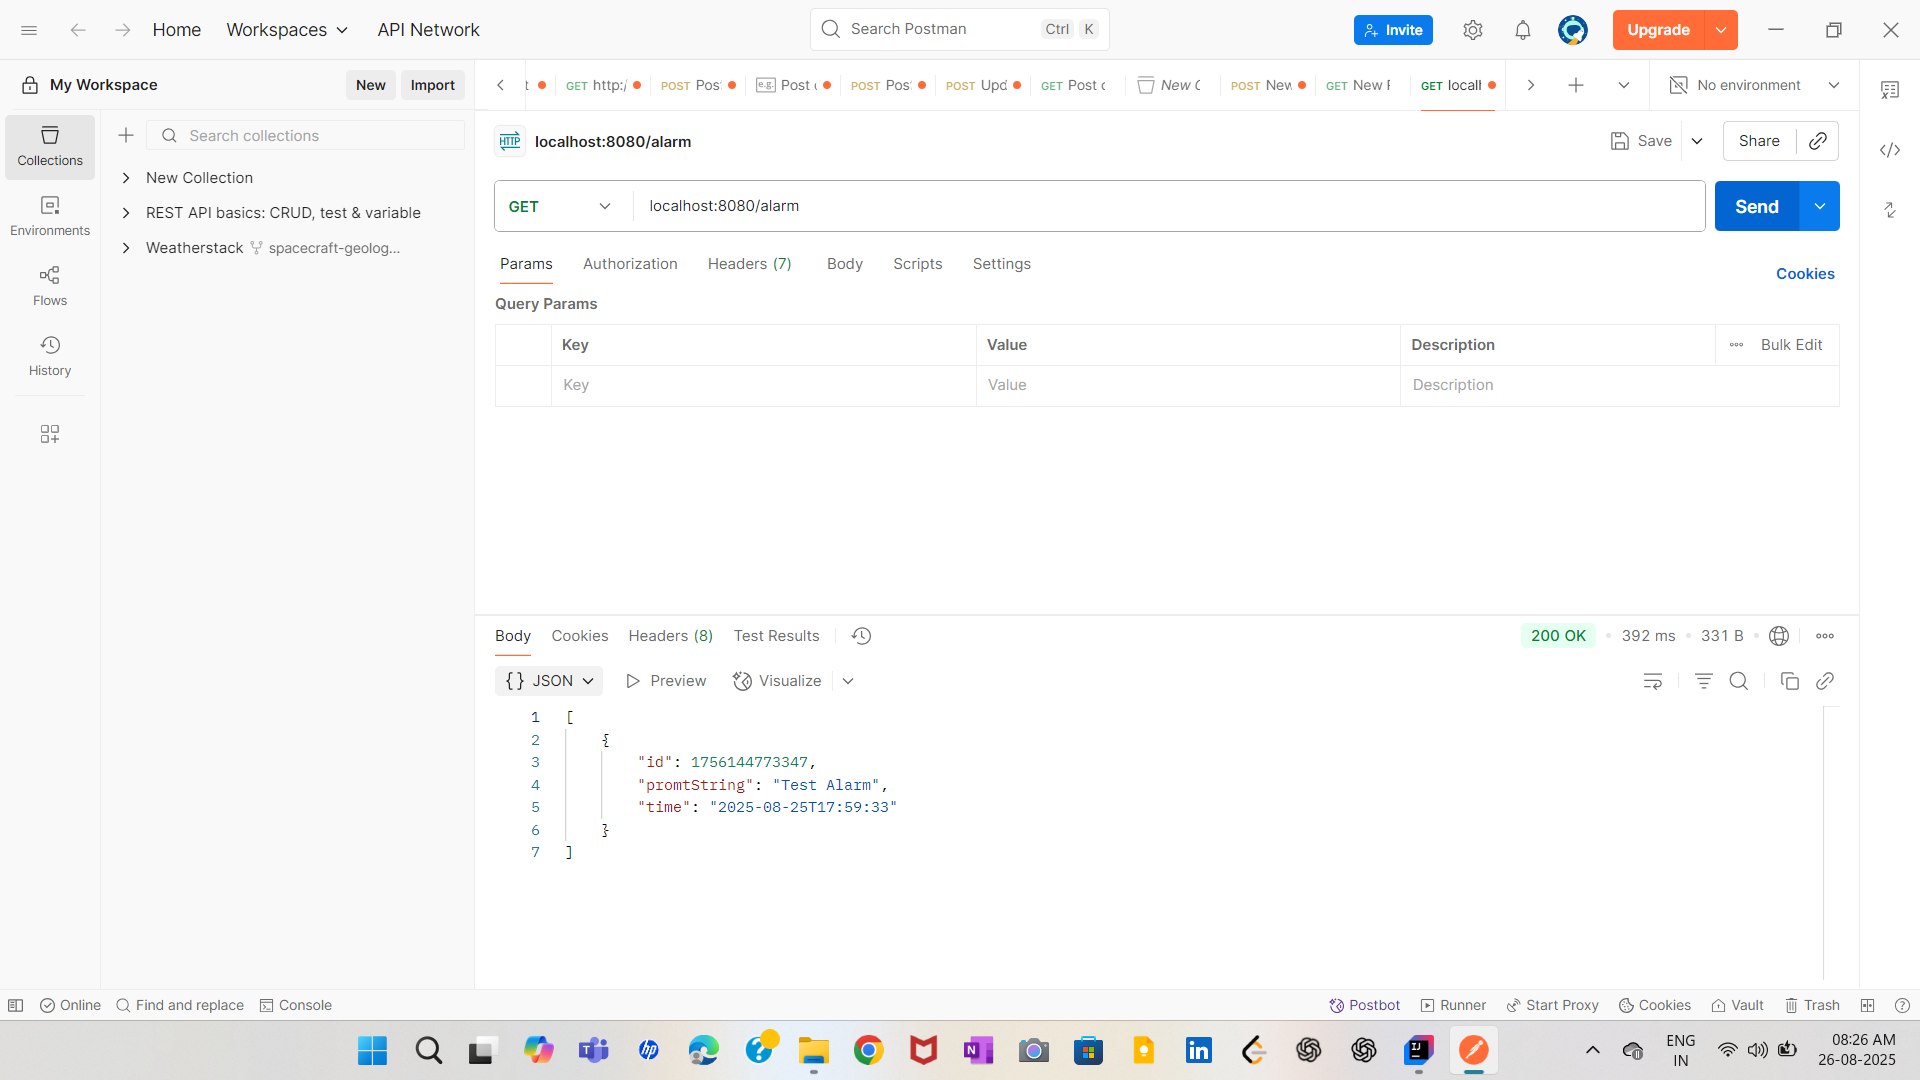 Home
Workspaces
API Network
Search Postman
Ctrl K
Invite
Upgrade
My Workspace
New
Import
GET http:/
POST Pos
e.g. Post
POST Pos
POST Upd
GET Post
New
POST New
GET New
GET locall
No environment
Collections
Environments
Flows
History
Search collections
New Collection
REST API basics: CRUD, test & variable
Weatherstack spacecraft-geolog...
HTTP localhost:8080/alarm
Save
Share
GET
localhost:8080/alarm
Send
Params
Authorization
Headers (7)
Body
Scripts
Settings
Cookies
Query Params
Key Value Description Bulk Edit
Key Value Description
Body
Cookies
Headers (8)
Test Results
200 OK
392 ms
331 B
{} JSON
Preview
Visualize
1 [
2 {
3 "id": 1756144773347,
4 "promtString": "Test Alarm",
5 "time": "2025-08-25T17:59:33"
6 }
7 ]
Online
Find and replace
Console
Postbot
Runner
Start Proxy
Cookies
Vault
Trash
ENG
IN
08:26 AM
26-08-2025